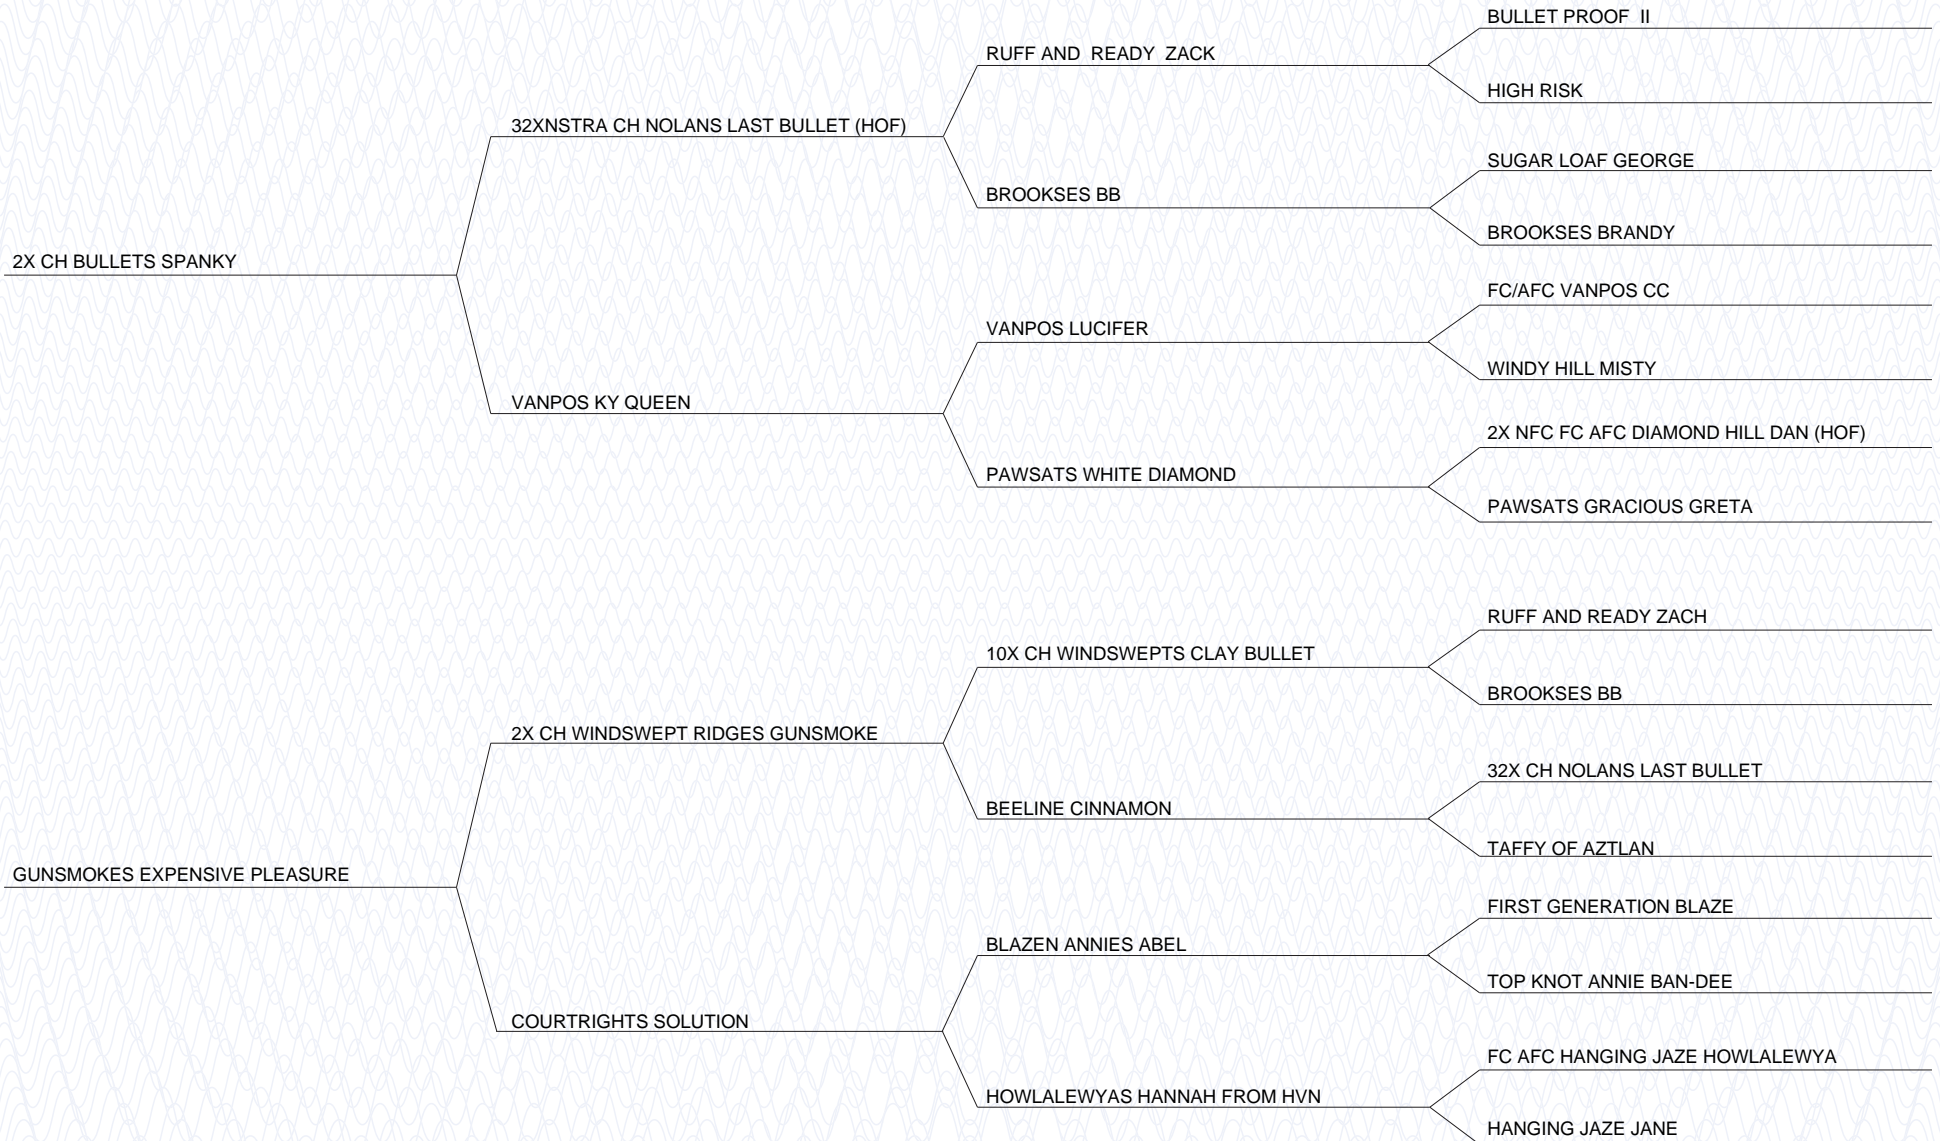 BULLET PROOF  II
RUFF AND  READY  ZACK
HIGH RISK
32XNSTRA CH NOLANS LAST BULLET (HOF)
SUGAR LOAF GEORGE
BROOKSES BB
BROOKSES BRANDY
2X CH BULLETS SPANKY
FC/AFC VANPOS CC
VANPOS LUCIFER
WINDY HILL MISTY
VANPOS KY QUEEN
2X NFC FC AFC DIAMOND HILL DAN (HOF)
PAWSATS WHITE DIAMOND
PAWSATS GRACIOUS GRETA
RUFF AND READY ZACH
10X CH WINDSWEPTS CLAY BULLET
BROOKSES BB
2X CH WINDSWEPT RIDGES GUNSMOKE
32X CH NOLANS LAST BULLET
BEELINE CINNAMON
TAFFY OF AZTLAN
GUNSMOKES EXPENSIVE PLEASURE
FIRST GENERATION BLAZE
BLAZEN ANNIES ABEL
TOP KNOT ANNIE BAN-DEE
COURTRIGHTS SOLUTION
FC AFC HANGING JAZE HOWLALEWYA
HOWLALEWYAS HANNAH FROM HVN
HANGING JAZE JANE